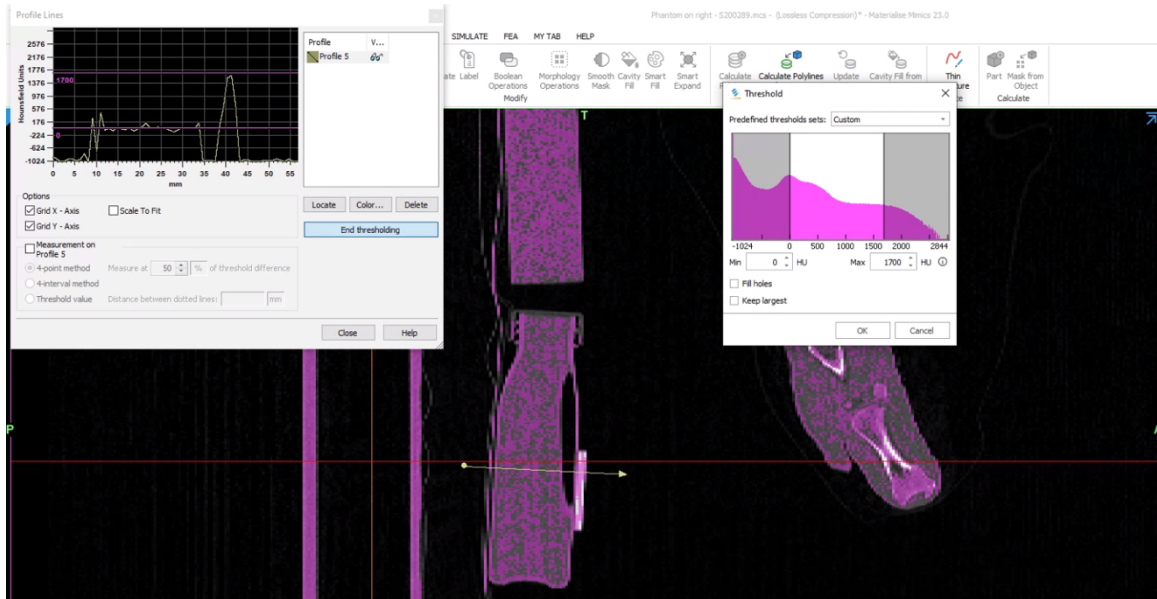 Profile Lines
Phantom on right - S200289.mcs - (Lossless Compression)* - Materialise Mimics 23.0
SIMULATE FEA MY TAB HELP
Label Boolean Operations Morphology Operations Smooth Mask Cavity Fill Smart Fill Smart Expand Calculate Calculate Polylines Update Cavity Fill from Thin Part Mask from Object
Modify Calculate
Hounsfield Units
2576
2176
1776
1700
1376
976
576
176
0
-224
-624
-1024
0 5 10 15 20 25 30 35 40 45 50 55
mm
Profile V...
Profile 5
Options
Grid X - Axis Scale To Fit
Grid Y - Axis
Locate Color... Delete
End thresholding
Measurement on
Profile 5
4-point method Measure at 50 % of threshold difference
4-interval method
Threshold value Distance between dotted lines: mm
Close Help
Threshold
Predefined thresholds sets: Custom
-1024 0 500 1000 1500 2000 2844
Min 0 HU Max 1700 HU
Fill holes
Keep largest
OK Cancel
T
P